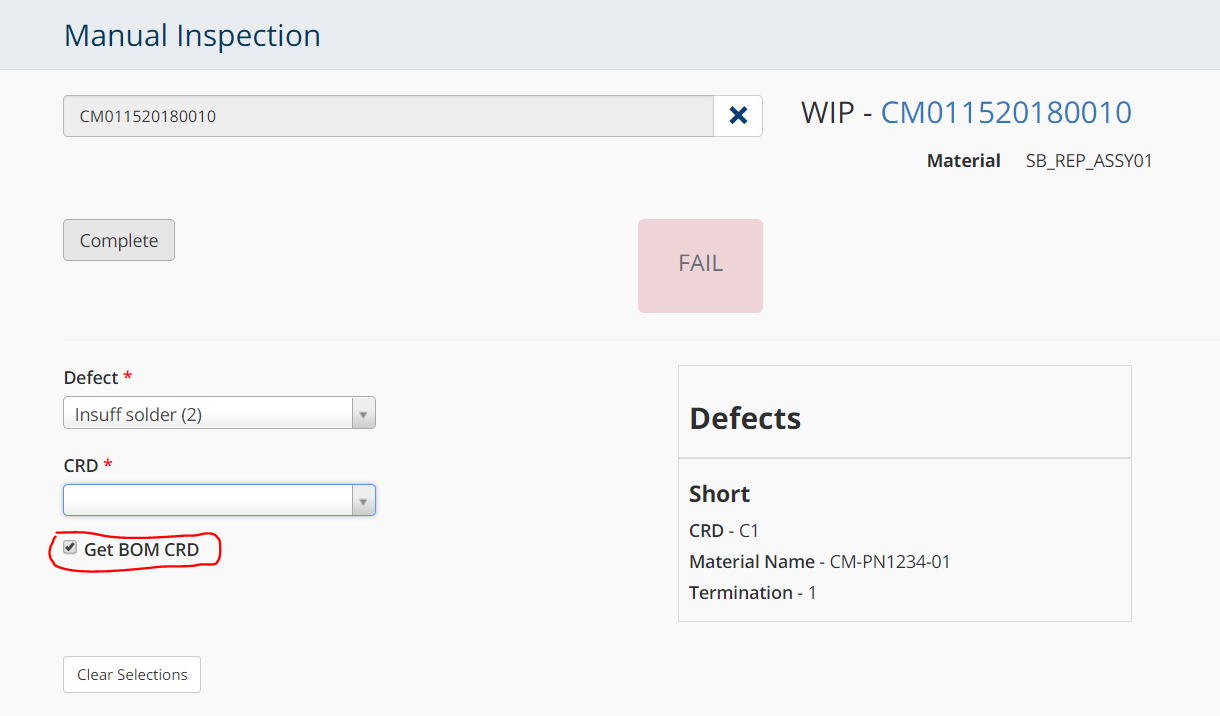 Manual Inspection
CM011520180010
WIP - CM011520180010
Material SB_REP_ASSY01
Complete
FAIL
Defect *
Insuff solder (2)
CRD *
Get BOM CRD
Clear Selections
Defects
Short
CRD - C1
Material Name - CM-PN1234-01
Termination - 1